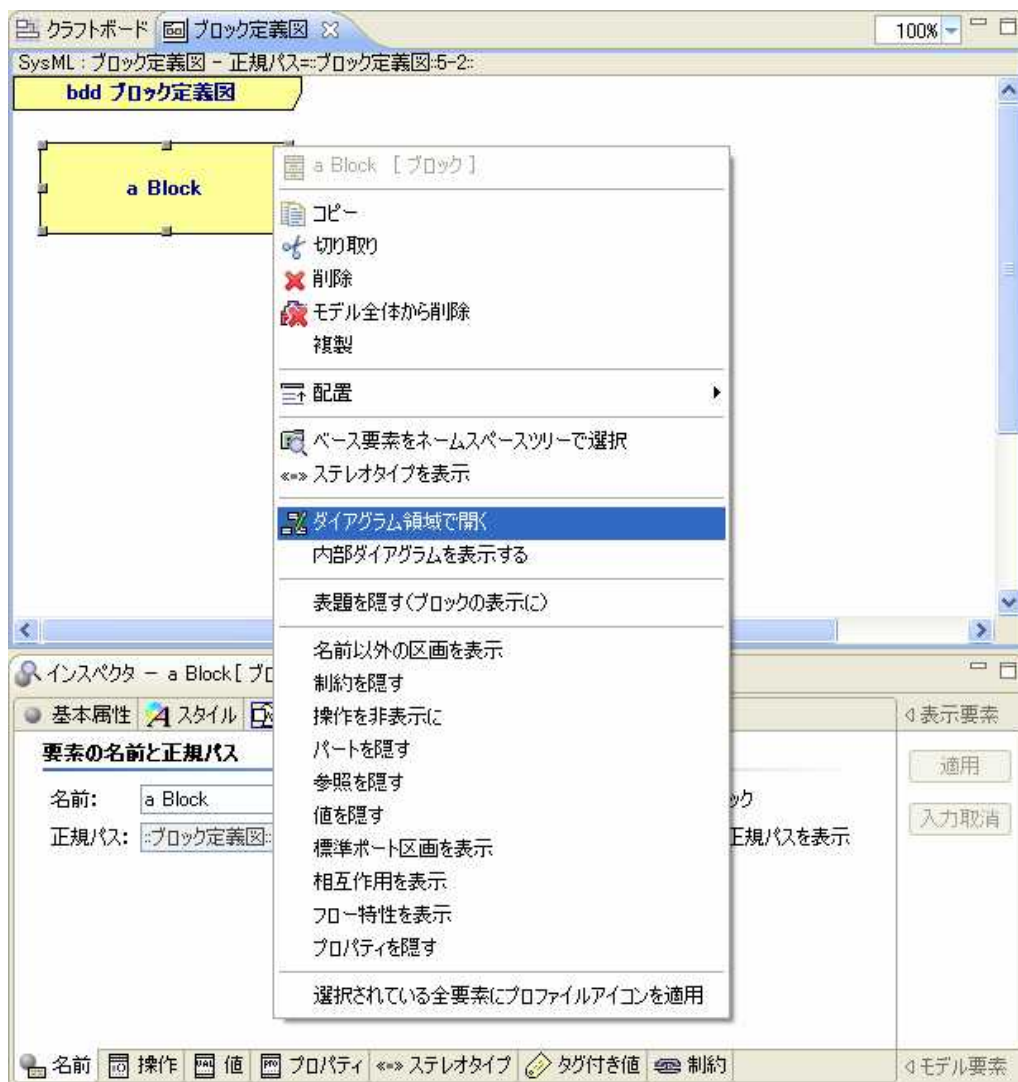 クラフトボード ブロック定義図
100%
SysML : ブロック定義図 - 正規パス=::ブロック定義図::5-2::
bdd ブロック定義図
a Block
a Block [ブロック]
コピー
切り取り
削除
モデル全体から削除
複製
配置
ベース要素をネームスペースツリーで選択
«=» ステレオタイプを表示
ダイアグラム領域で開く
内部ダイアグラムを表示する
表題を隠す(ブロックの表示に)
名前以外の区画を表示
制約を隠す
操作を非表示に
パートを隠す
参照を隠す
値を隠す
標準ポート区画を表示
相互作用を表示
フロー特性を表示
プロパティを隠す
選択されている全要素にプロファイルアイコンを適用
インスペクタ - a Block[ブロ
基本属性 スタイル
表示要素
要素の名前と正規パス
適用
名前: a Block
ック
入力取消
正規パス: ::ブロック定義図::
正規パスを表示
名前 操作 値 プロパティ «=» ステレオタイプ タグ付き値 制約
モデル要素